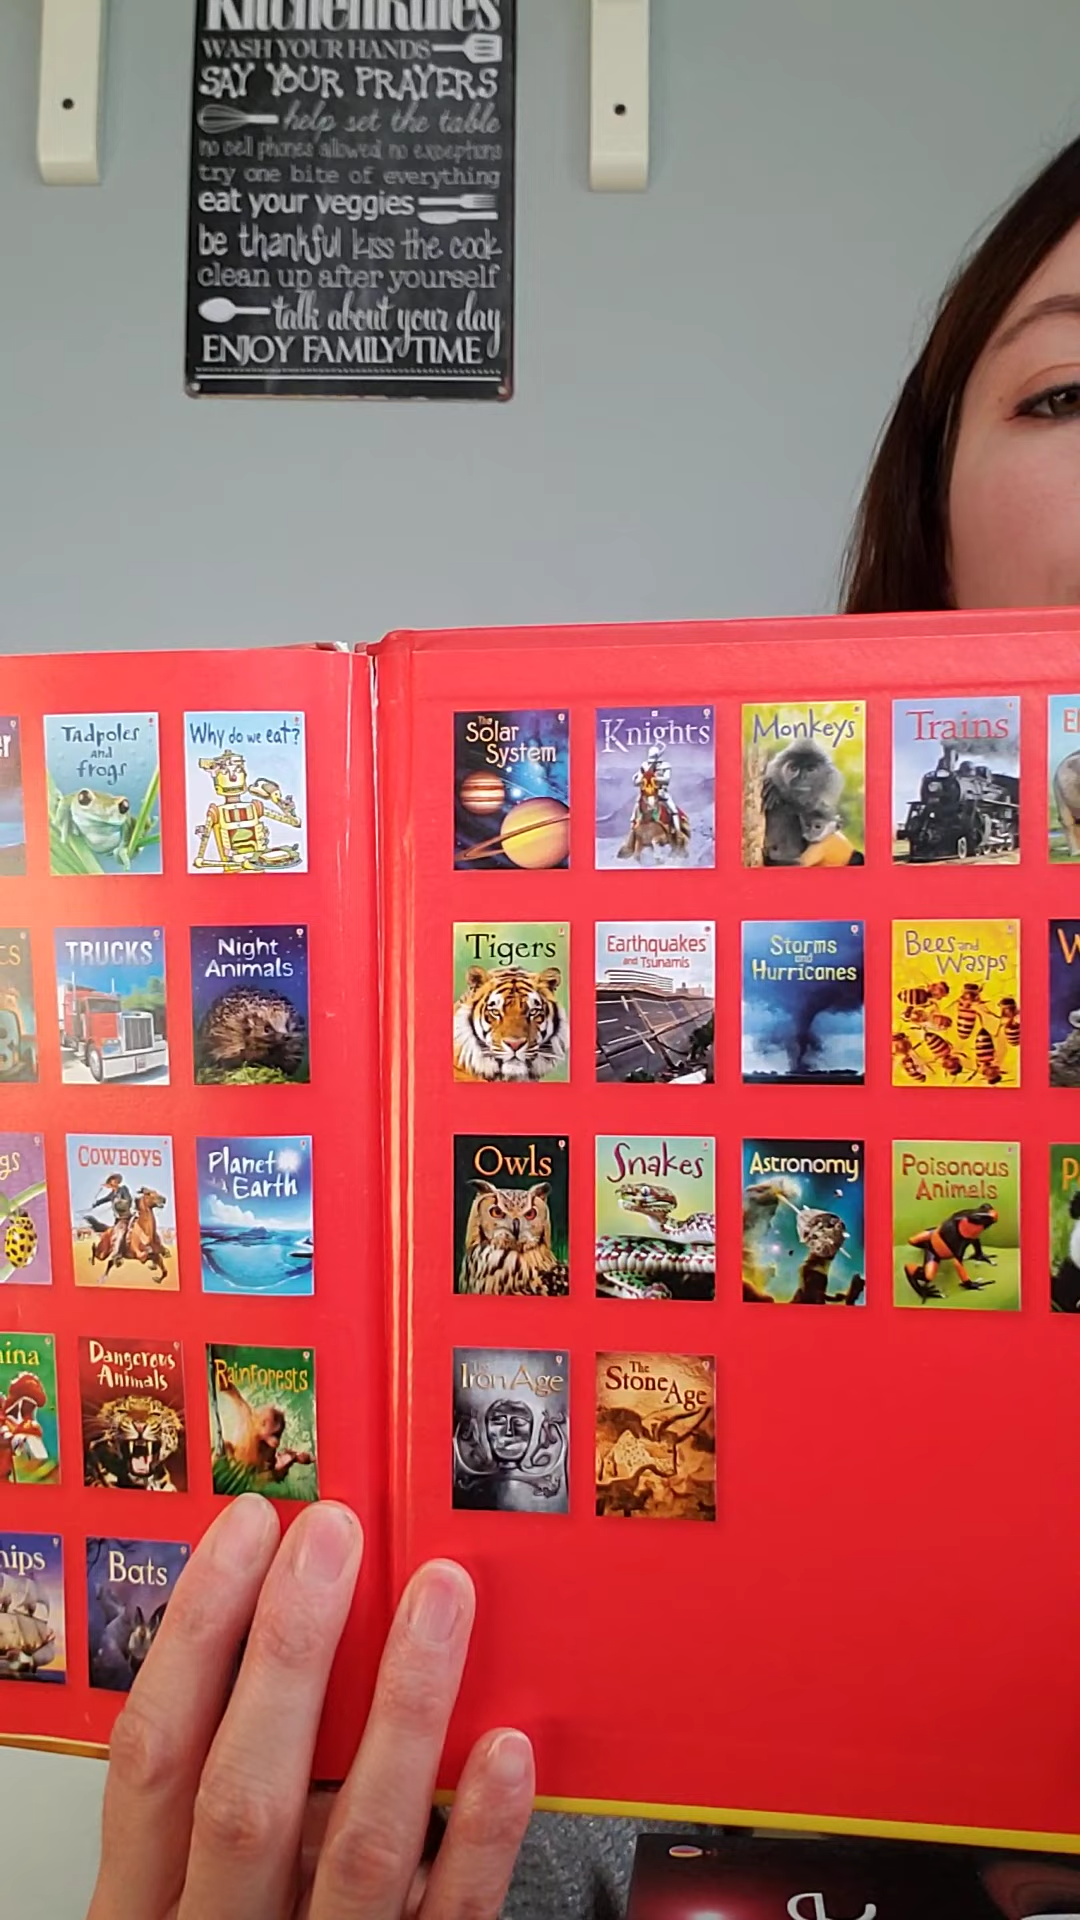 KitchenRules
WASH YOUR HANDS
SAY YOUR PRAYERS
help set the table
no cell phones allowed no exceptions
try one bite of everything
eat your veggies
be thankful kiss the cook
clean up after yourself
talk about your day
ENJOY FAMILY TIME
Tadpoles
and
frogs
Why do we eat?
TRUCKS
Night
Animals
COWBOYS
Planet
Earth
Dangerous
Animals
Rainforests
Bats
The
Solar
System
Knights
Monkeys
Trains
Tigers
Earthquakes
and Tsunamis
Storms
and
Hurricanes
Bees and
Wasps
Owls
Snakes
Astronomy
Poisonous
Animals
The
Iron Age
The
Stone Age